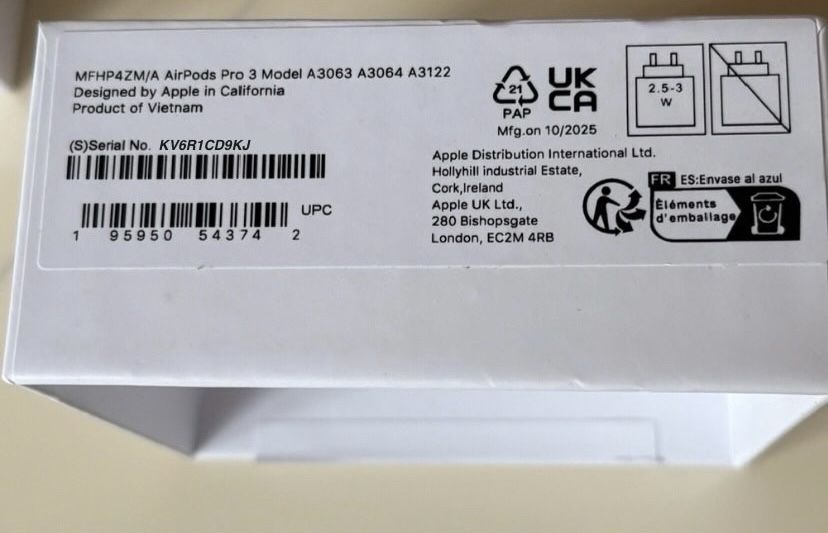 MFHP4ZM/A AirPods Pro 3 Model A3063 A3064 A3122
Designed by Apple in California
Product of Vietnam
(S)Serial No. KV6R1CD9KJ
UPC
1 95950 54374 2
21
PAP
UK
CA
Mfg.on 10/2025
2.5-3
W
Apple Distribution International Ltd.
Hollyhill industrial Estate,
Cork,Ireland
Apple UK Ltd.,
280 Bishopsgate
London, EC2M 4RB
FR ES:Envase al azul
Éléments
d'emballage